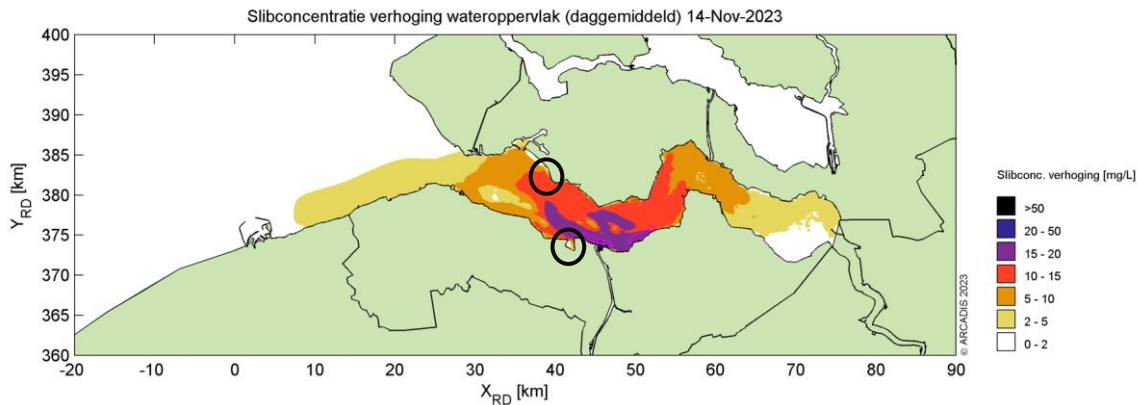 Slibconcentratie verhoging wateroppervlak (daggemiddeld) 14-Nov-2023
400
395
390
385
380
375
370
365
360
Y_RD [km]
-20 -10 0 10 20 30 40 50 60 70 80 90
X_RD [km]
© ARCADIS 2023
Slibconc. verhoging [mg/L]
>50
20 - 50
15 - 20
10 - 15
5 - 10
2 - 5
0 - 2